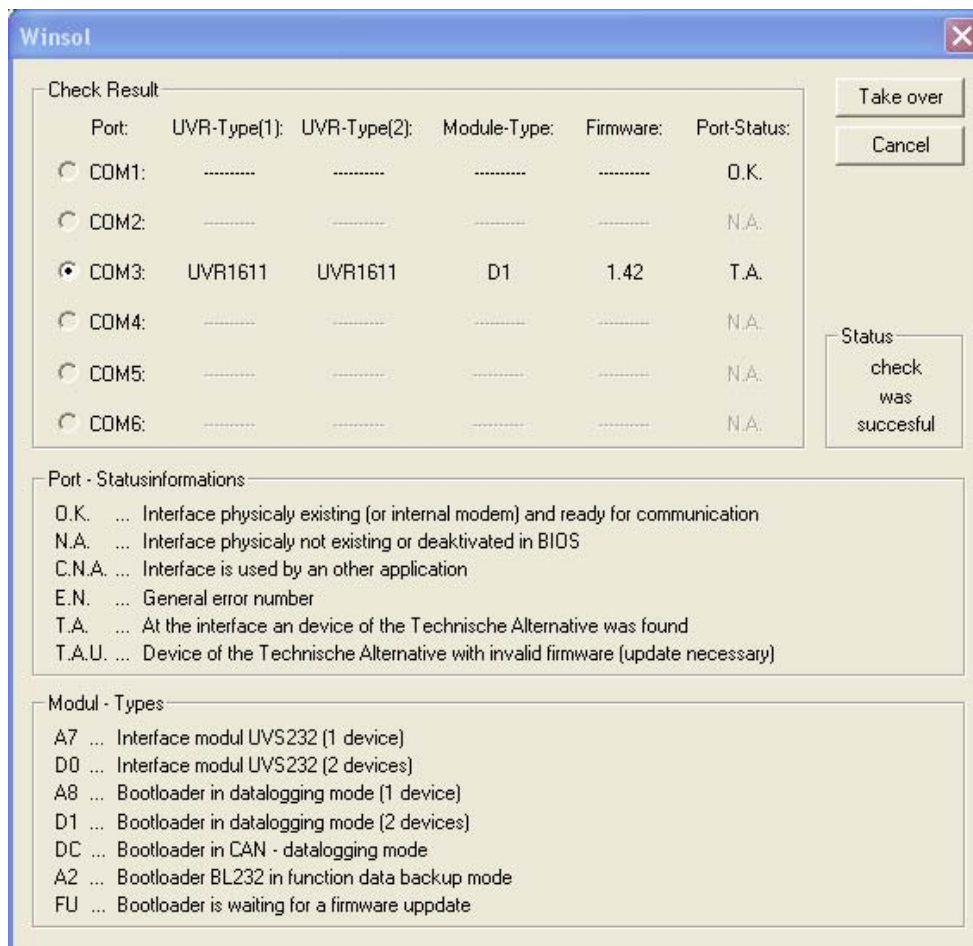 Winsol
Check Result
Take over
Cancel
Port: UVR-Type(1): UVR-Type(2): Module-Type: Firmware: Port-Status:
COM1: ---------- ---------- ---------- ---------- O.K.
COM2: ---------- ---------- ---------- ---------- N.A.
COM3: UVR1611 UVR1611 D1 1.42 T.A.
COM4: ---------- ---------- ---------- ---------- N.A.
COM5: ---------- ---------- ---------- ---------- N.A.
COM6: ---------- ---------- ---------- ---------- N.A.
Status
check
was
succesful
Port - Statusinformations
O.K. ... Interface physicaly existing (or internal modem) and ready for communication
N.A. ... Interface physicaly not existing or deaktivated in BIOS
C.N.A. ... Interface is used by an other application
E.N. ... General error number
T.A. ... At the interface an device of the Technische Alternative was found
T.A.U. ... Device of the Technische Alternative with invalid firmware (update necessary)
Modul - Types
A7 ... Interface modul UVS232 (1 device)
D0 ... Interface modul UVS232 (2 devices)
A8 ... Bootloader in datalogging mode (1 device)
D1 ... Bootloader in datalogging mode (2 devices)
DC ... Bootloader in CAN - datalogging mode
A2 ... Bootloader BL232 in function data backup mode
FU ... Bootloader is waiting for a firmware uppdate